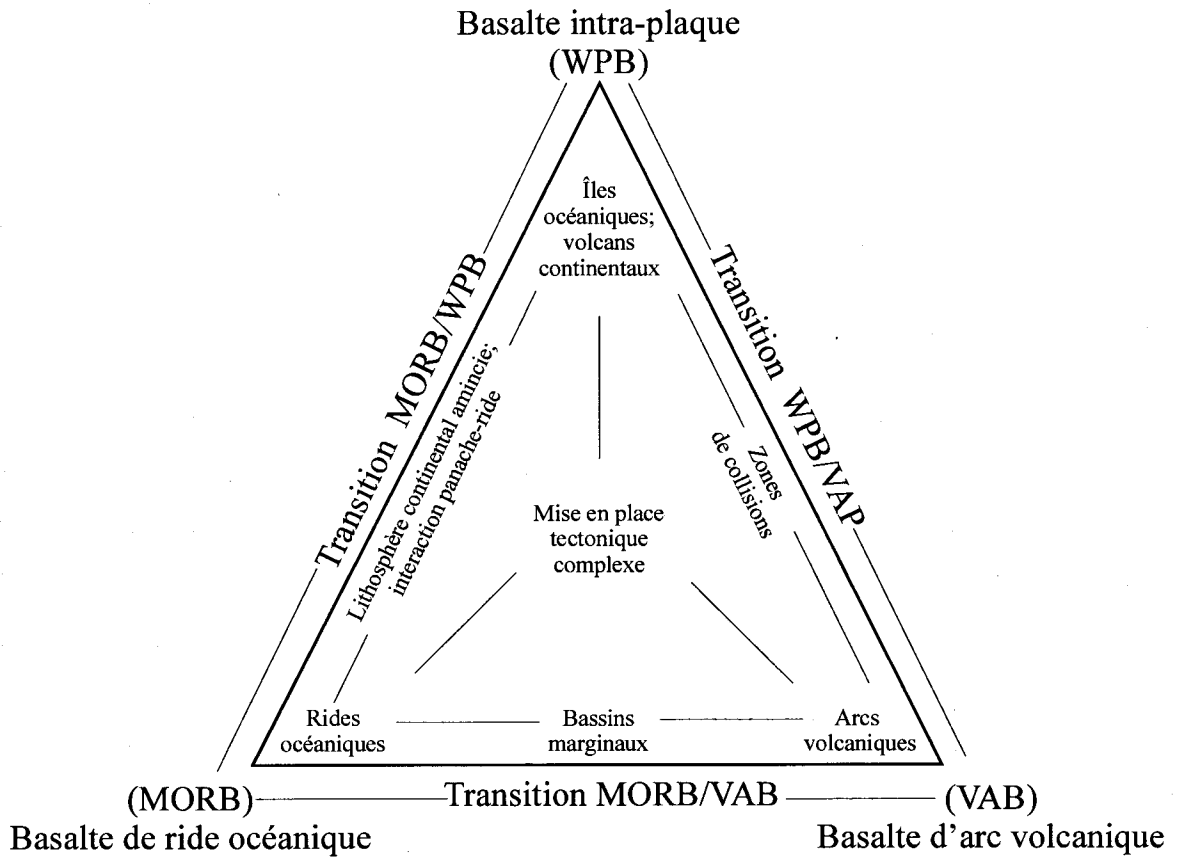 Basalte intra-plaque
(WPB)
Îles
océaniques;
volcans
continentaux
Transition MORB/WPB
Lithosphère continental amincie;
interaction panache-ride
Transition WPB/VAP
Zones
de collisions
Mise en place
tectonique
complexe
Rides
océaniques
Bassins
marginaux
Arcs
volcaniques
(MORB)
Transition MORB/VAB
(VAB)
Basalte de ride océanique
Basalte d'arc volcanique